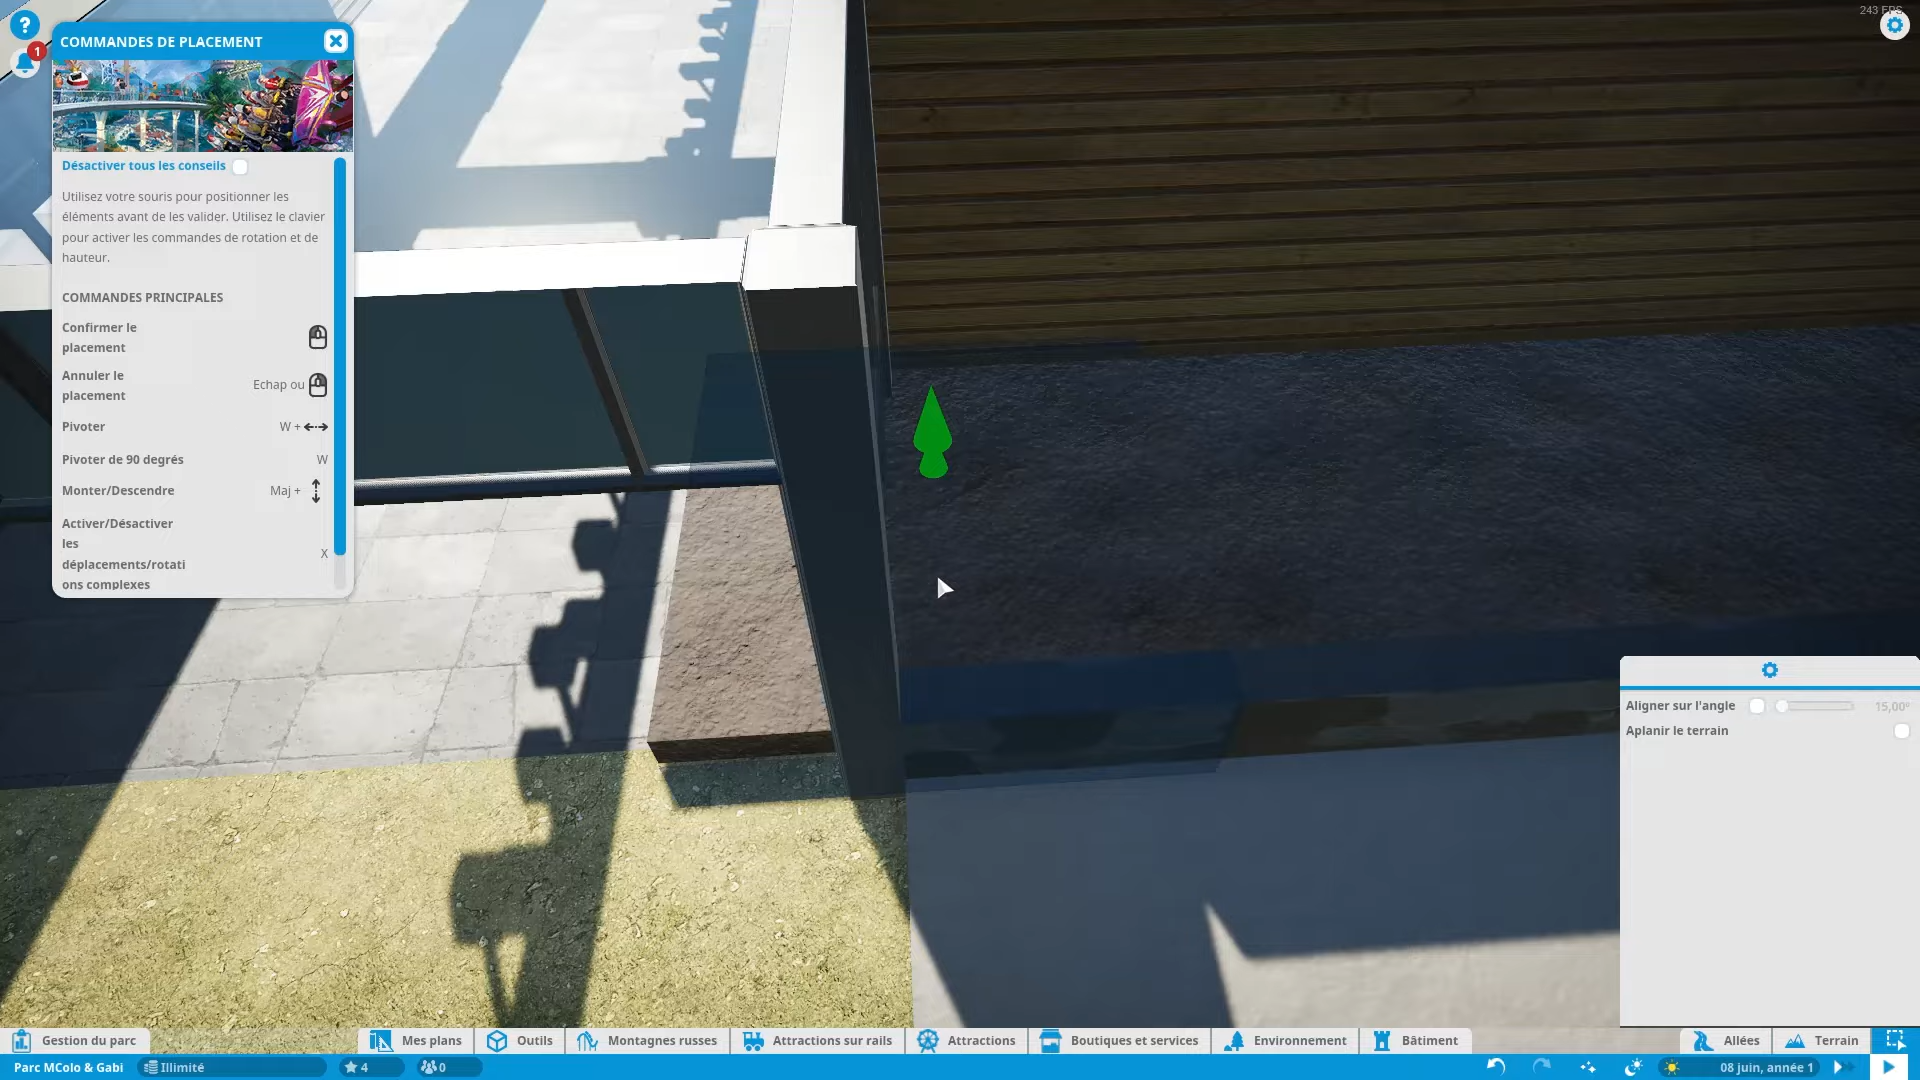 243 FPS
?
1
COMMANDES DE PLACEMENT
Désactiver tous les conseils
Utilisez votre souris pour positionner les
éléments avant de les valider. Utilisez le clavier
pour activer les commandes de rotation et de
hauteur.
COMMANDES PRINCIPALES
Confirmer le
placement
Annuler le
placement
Echap ou
Pivoter
W +
Pivoter de 90 degrés
W
Monter/Descendre
Maj +
Activer/Désactiver
les
déplacements/rotati
ons complexes
X
Aligner sur l'angle
15,00°
Aplanir le terrain
Gestion du parc
Mes plans
Outils
Montagnes russes
Attractions sur rails
Attractions
Boutiques et services
Environnement
Bâtiment
Allées
Terrain
Parc MColo & Gabi
Illimité
4
0
08 juin, année 1